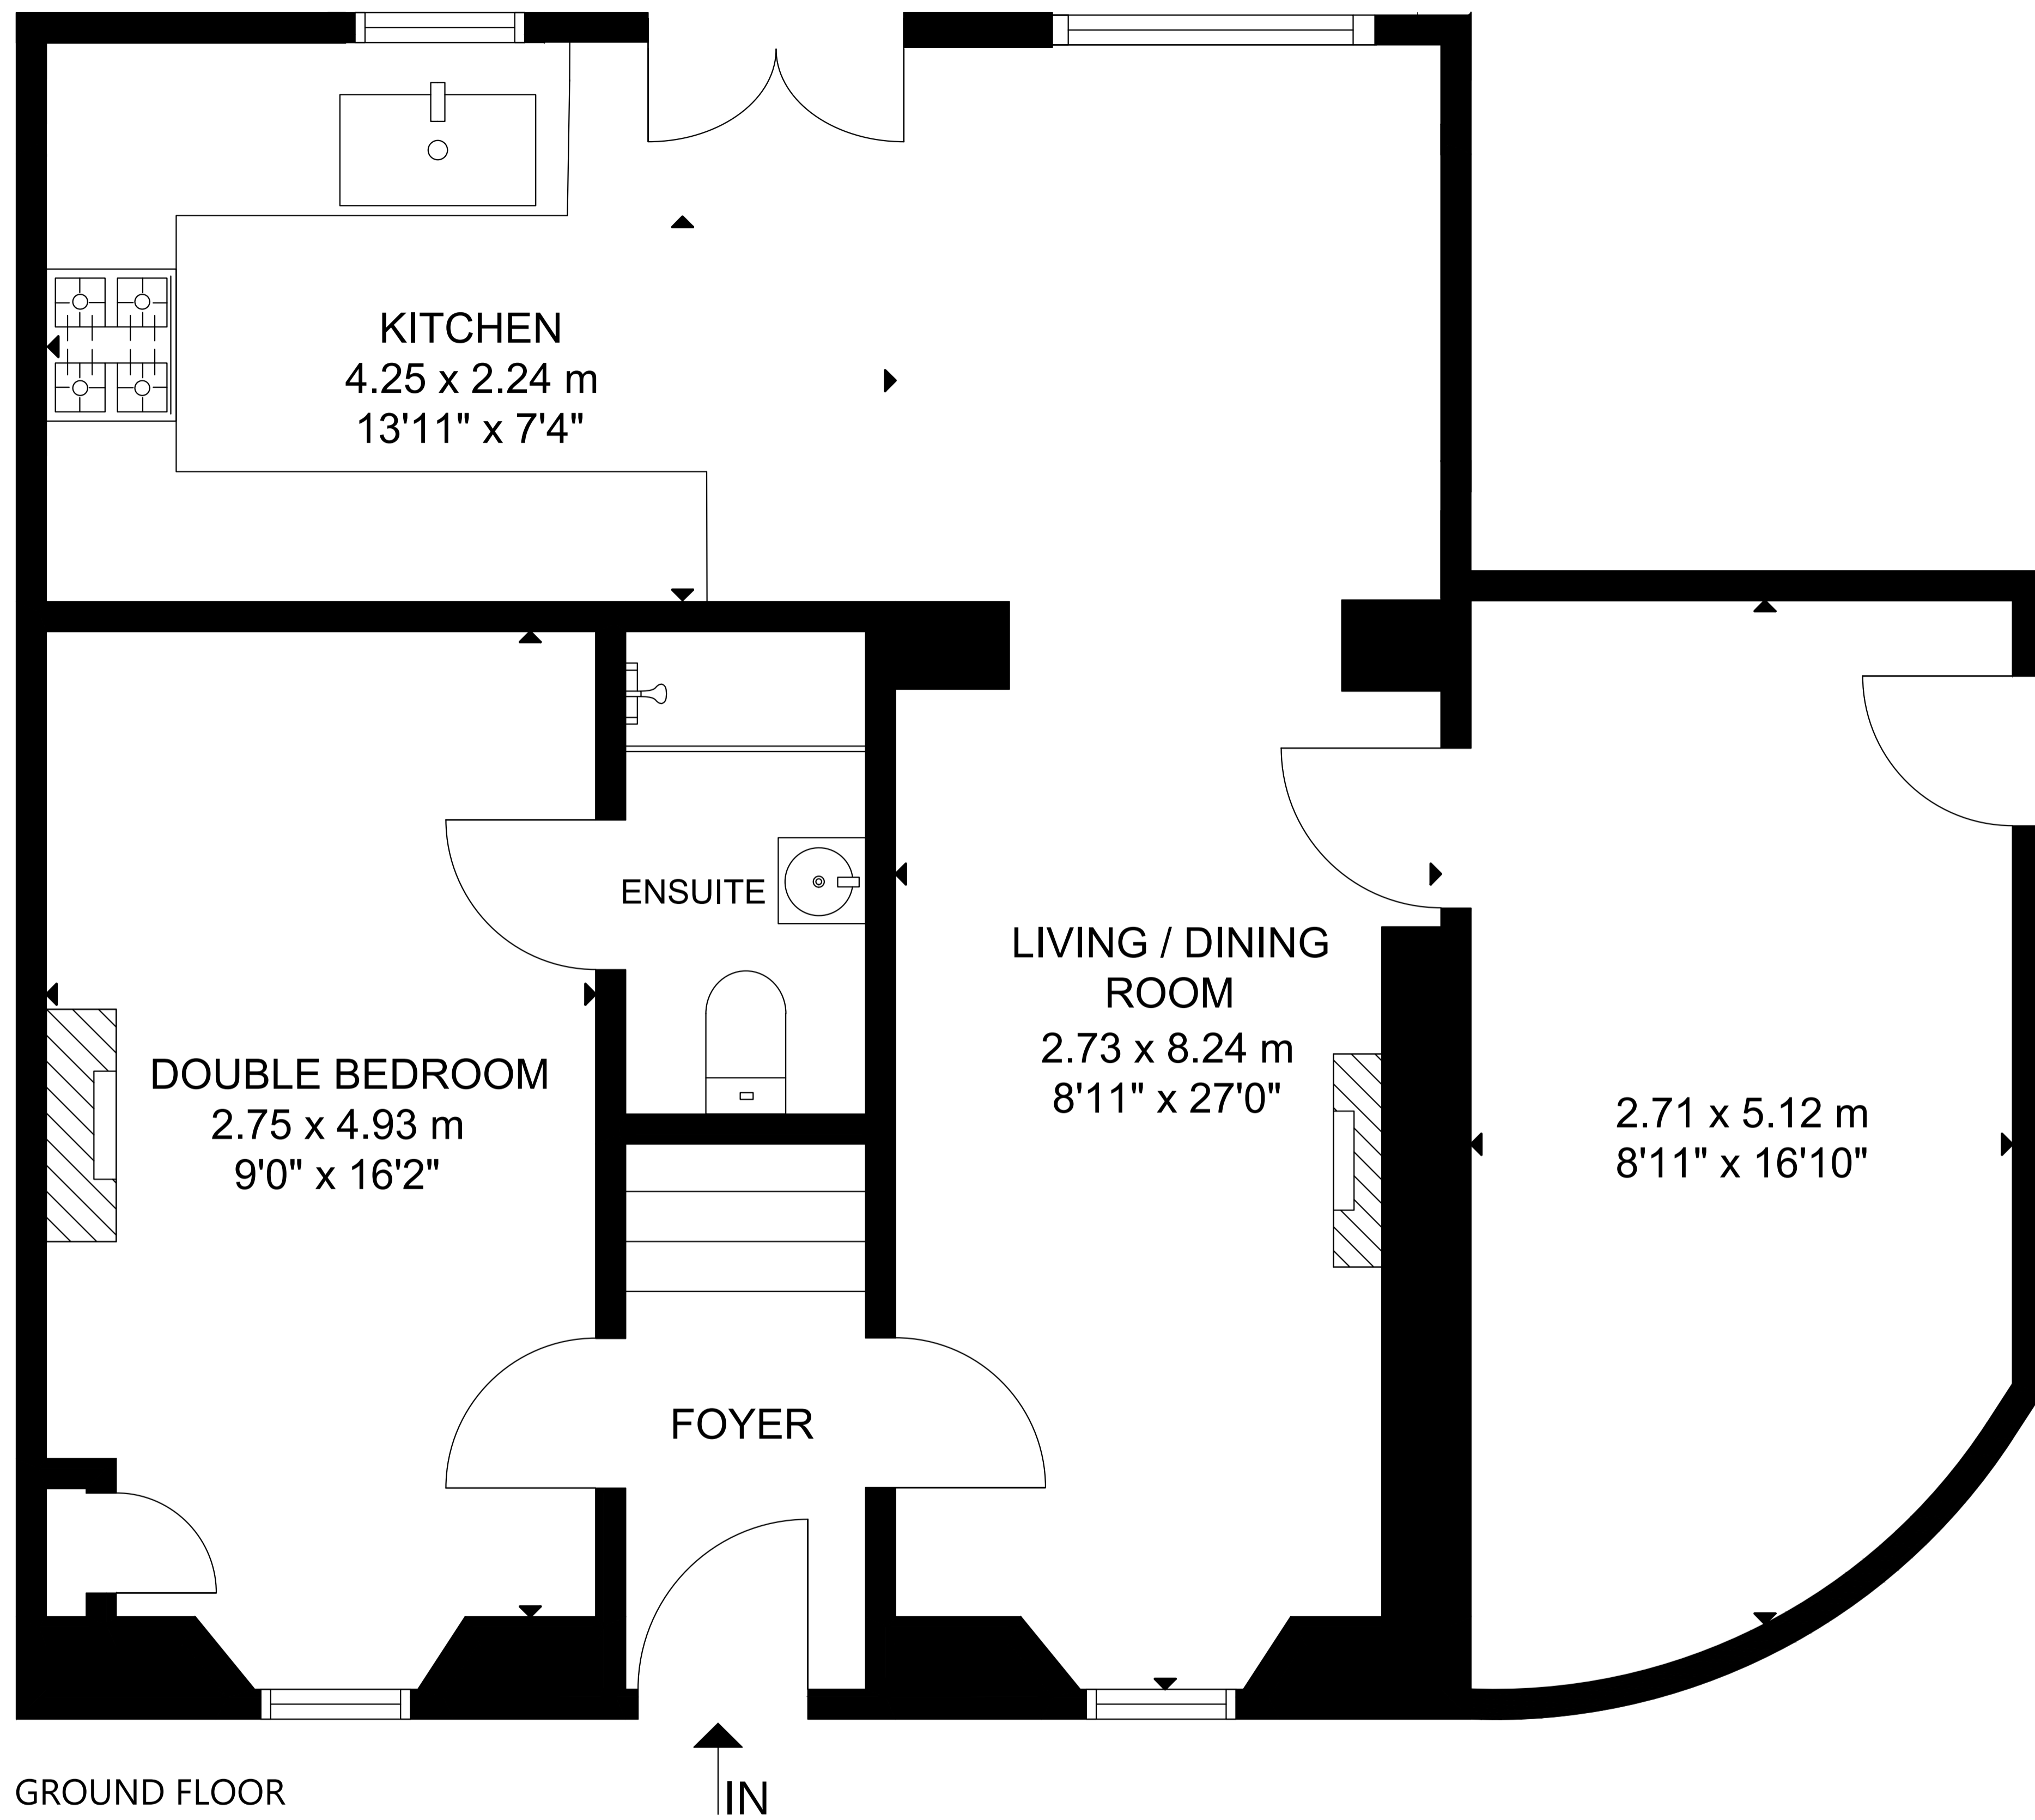 KITCHEN
4.25 x 2.24 m
13'11" x 7'4"
ENSUITE
LIVING / DINING
ROOM
2.73 x 8.24 m
8'11" x 27'0"
DOUBLE BEDROOM
2.75 x 4.93 m
9'0" x 16'2"
2.71 x 5.12 m
8'11" x 16'10"
FOYER
GROUND FLOOR
IN